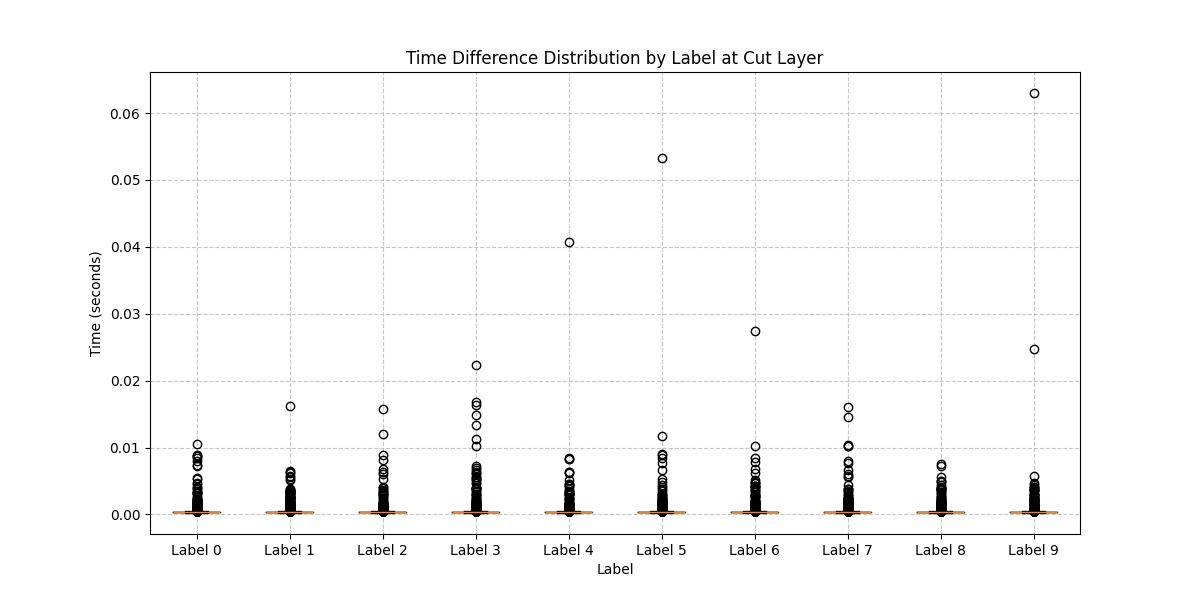 Time Difference Distribution by Label at Cut Layer
Time (seconds)
0.06
0.05
0.04
0.03
0.02
0.01
0.00
Label 0
Label 1
Label 2
Label 3
Label 4
Label 5
Label 6
Label 7
Label 8
Label 9
Label